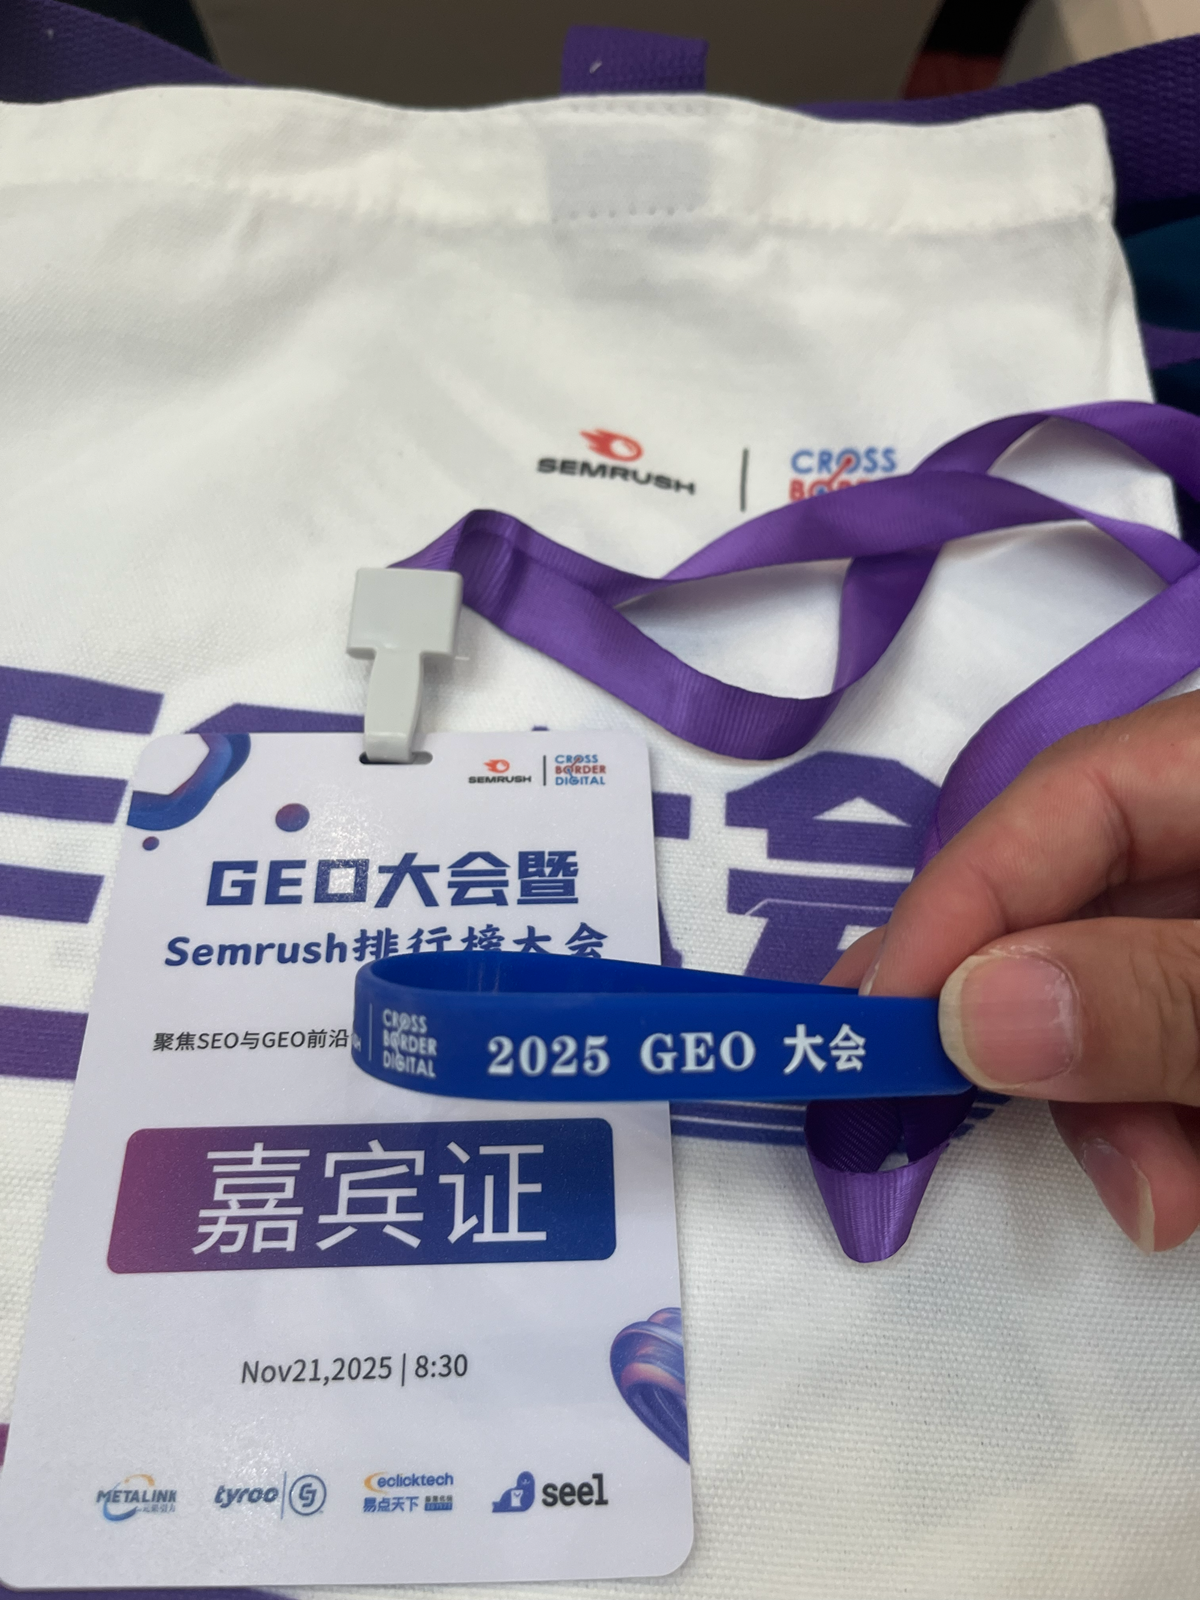 SEMRUSH
CROSS
SEMRUSH
CROSS
BORDER
DIGITAL
GEO大会暨
Semrush排行榜大会
聚焦SEO与GEO前沿
CROSS
BORDER
DIGITAL
2025 GEO 大会
嘉宾证
Nov21,2025 | 8:30
METALINK
tyroo
eclicktech
易点天下
seel
会